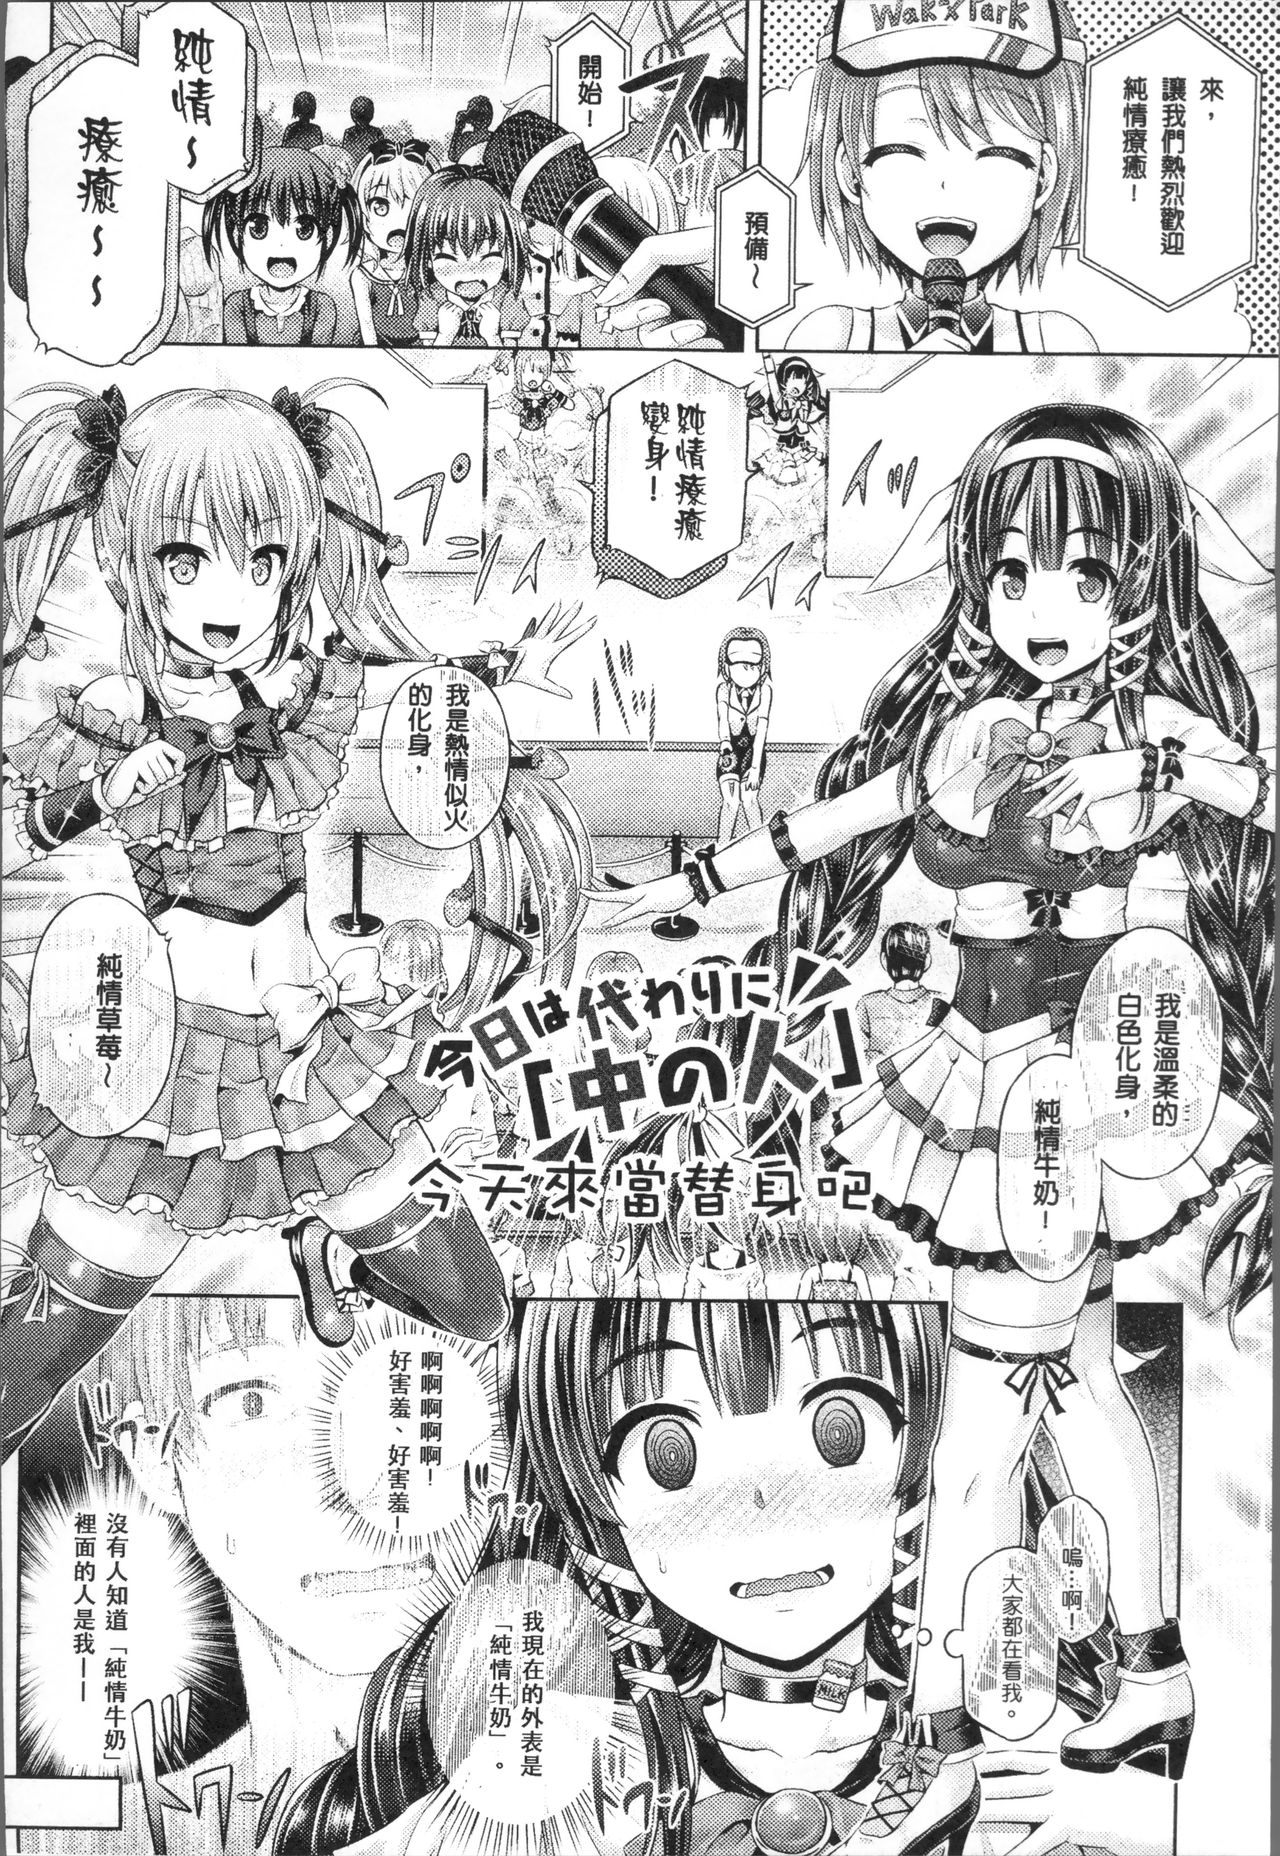 Wak²x Park
來，
讓我們熱烈歡迎
純情療癒！
預備～
開始！
純情～
療癒～～
純情療癒
變身！
我是熱情似火
的化身，
純情草莓～
我是溫柔的
白色化身，
純情牛奶！
今日は代わりに
「中の人」
今天來當替身吧
嗚…啊！
大家都在看我。
MILK
啊啊啊啊啊！
好害羞、好害羞！
我現在的外表是
「純情牛奶」。
沒有人知道「純情牛奶」
裡面的人是我——